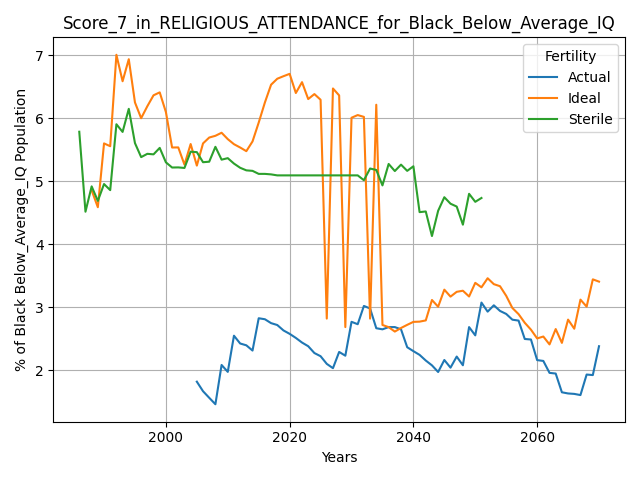 Score_7_in_RELIGIOUS_ATTENDANCE_for_Black_Below_Average_IQ
Fertility
Actual
Ideal
Sterile
% of Black Below_Average_IQ Population
7
6
5
4
3
2
2000
2020
2040
2060
Years